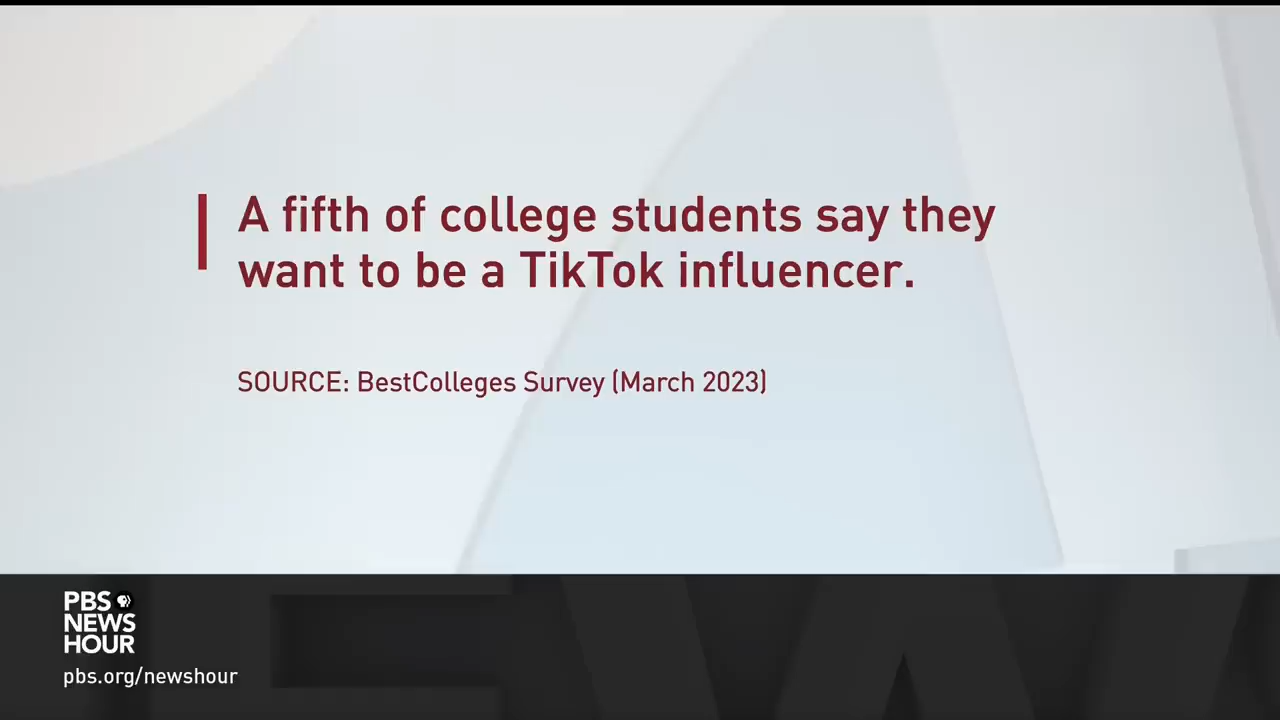 A fifth of college students say they
want to be a TikTok influencer.
SOURCE: BestColleges Survey (March 2023)
PBS
NEWS
HOUR
pbs.org/newshour